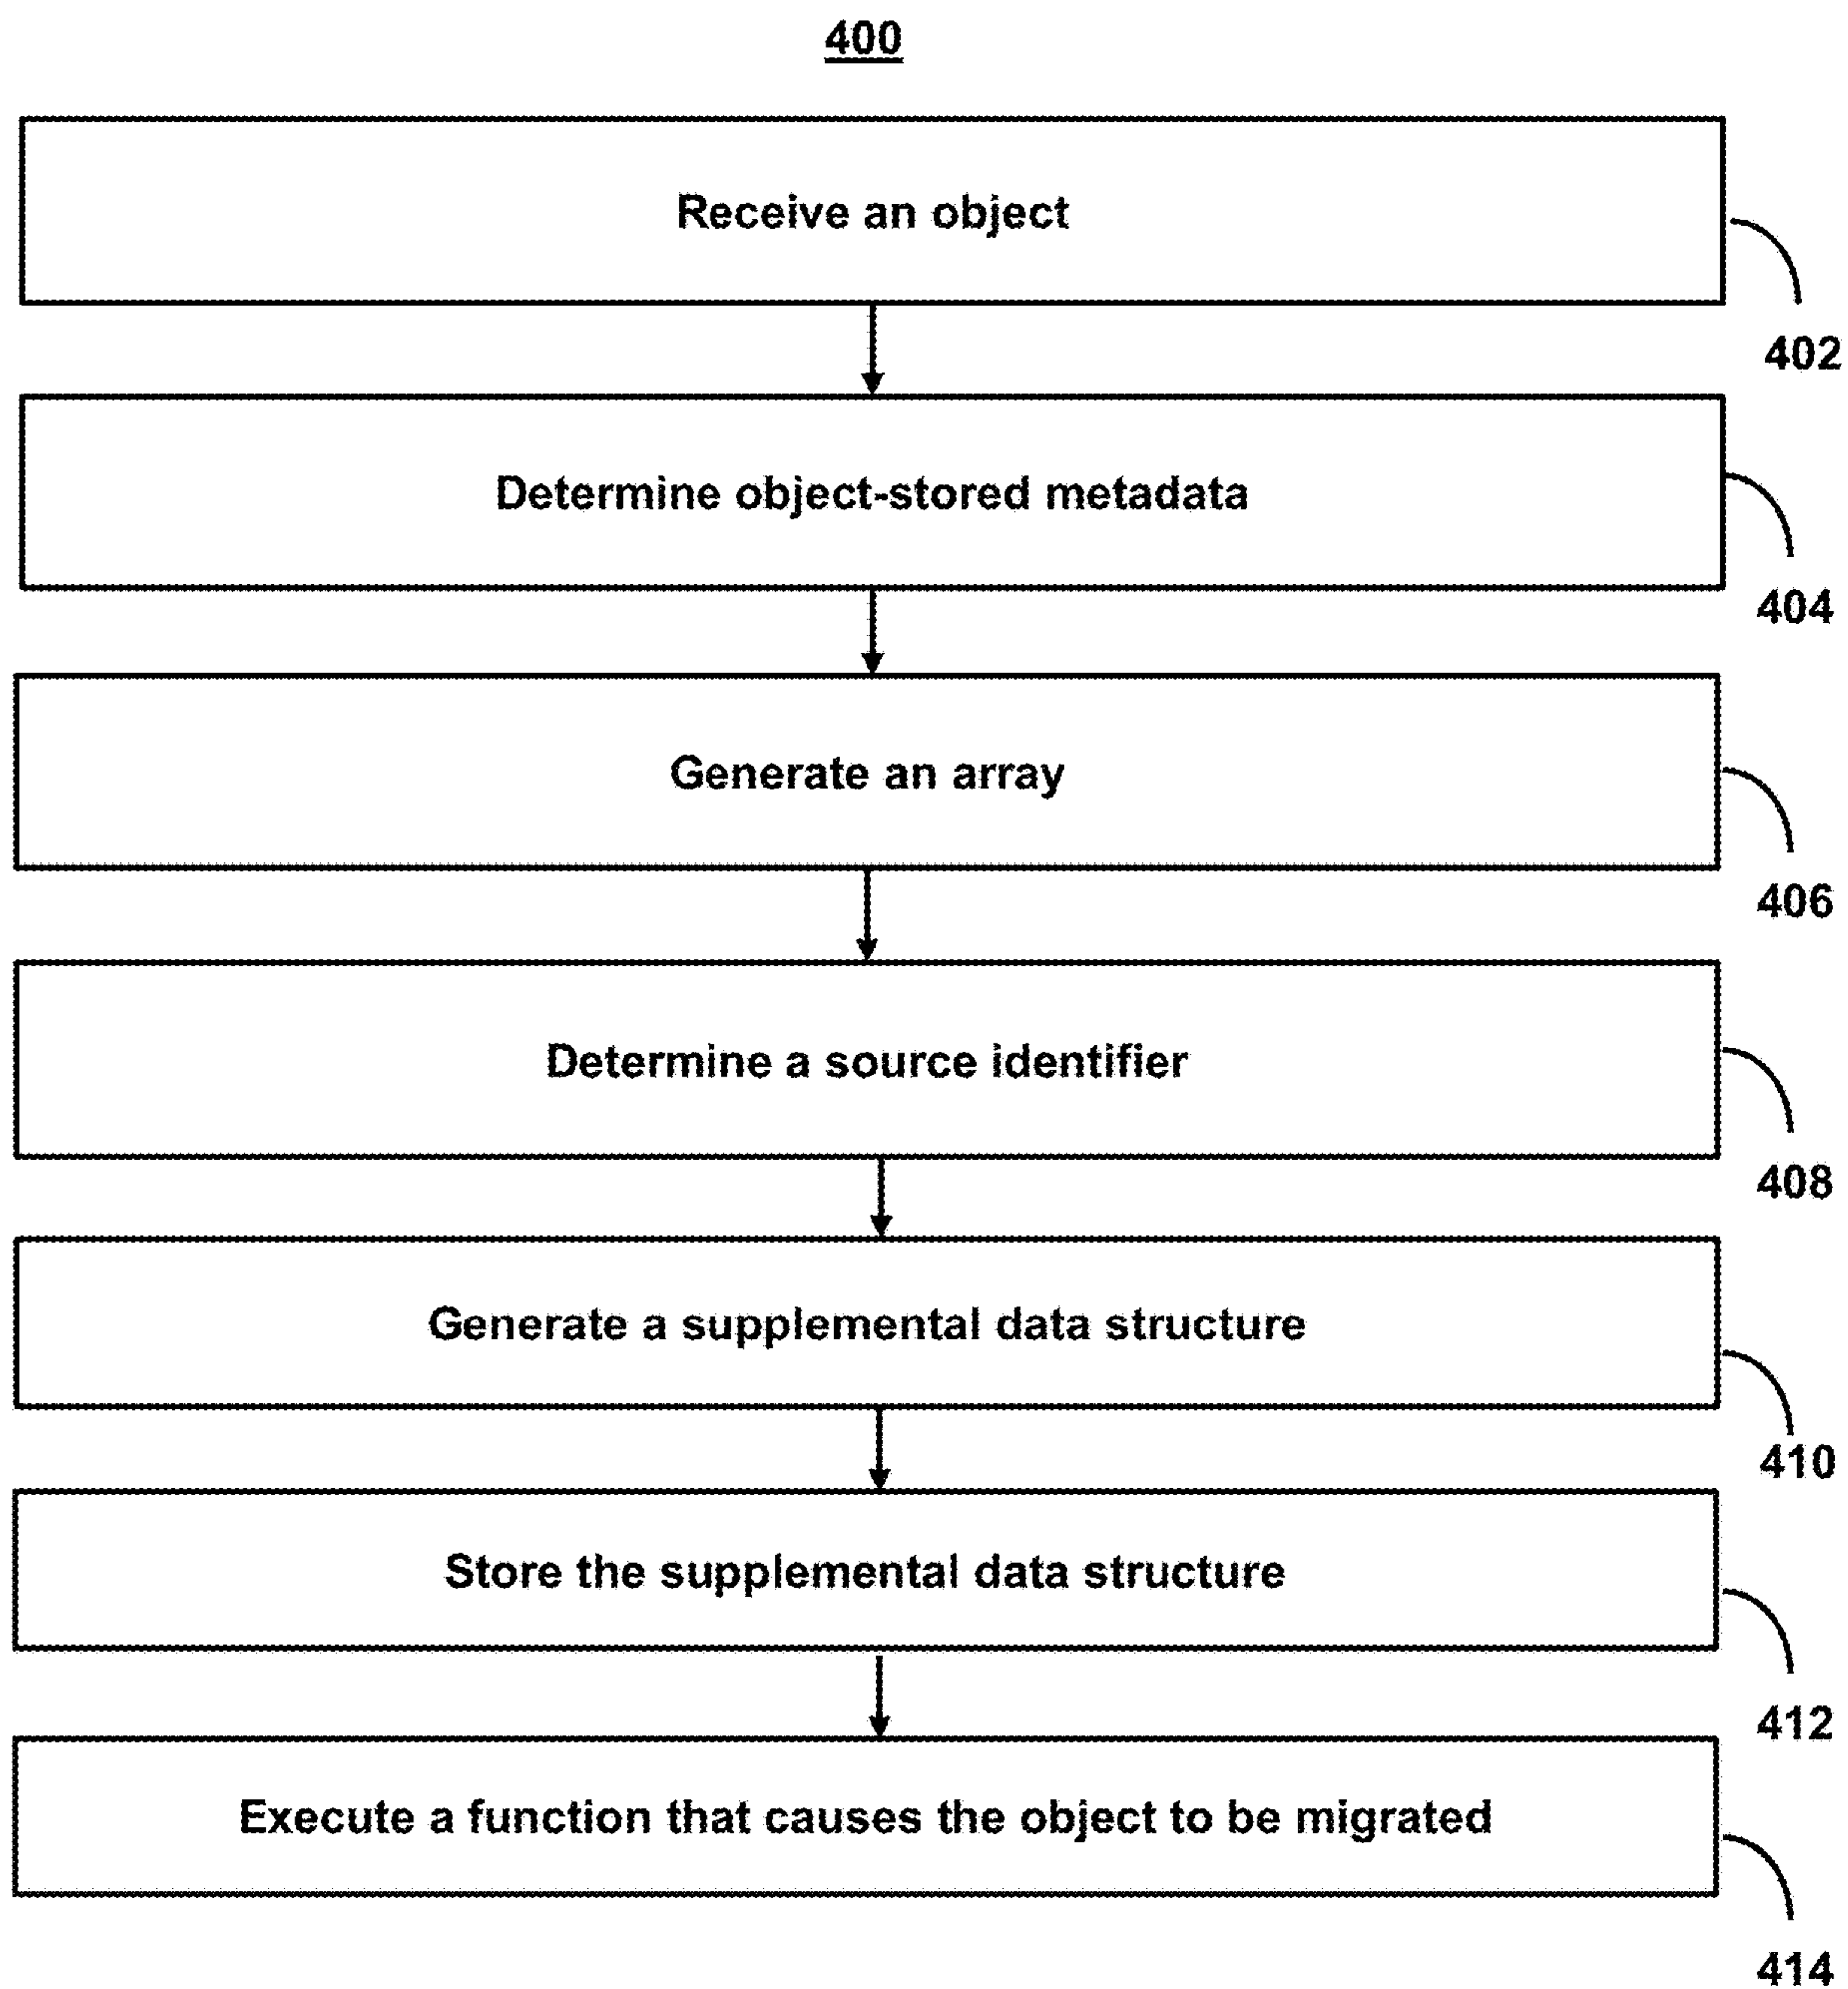 400
Receive an object
402
Determine object-stored metadata
404
Generate an array
406
Determine a source identifier
408
Generate a supplemental data structure
410
Store the supplemental data structure
412
Execute a function that causes the object to be migrated
414